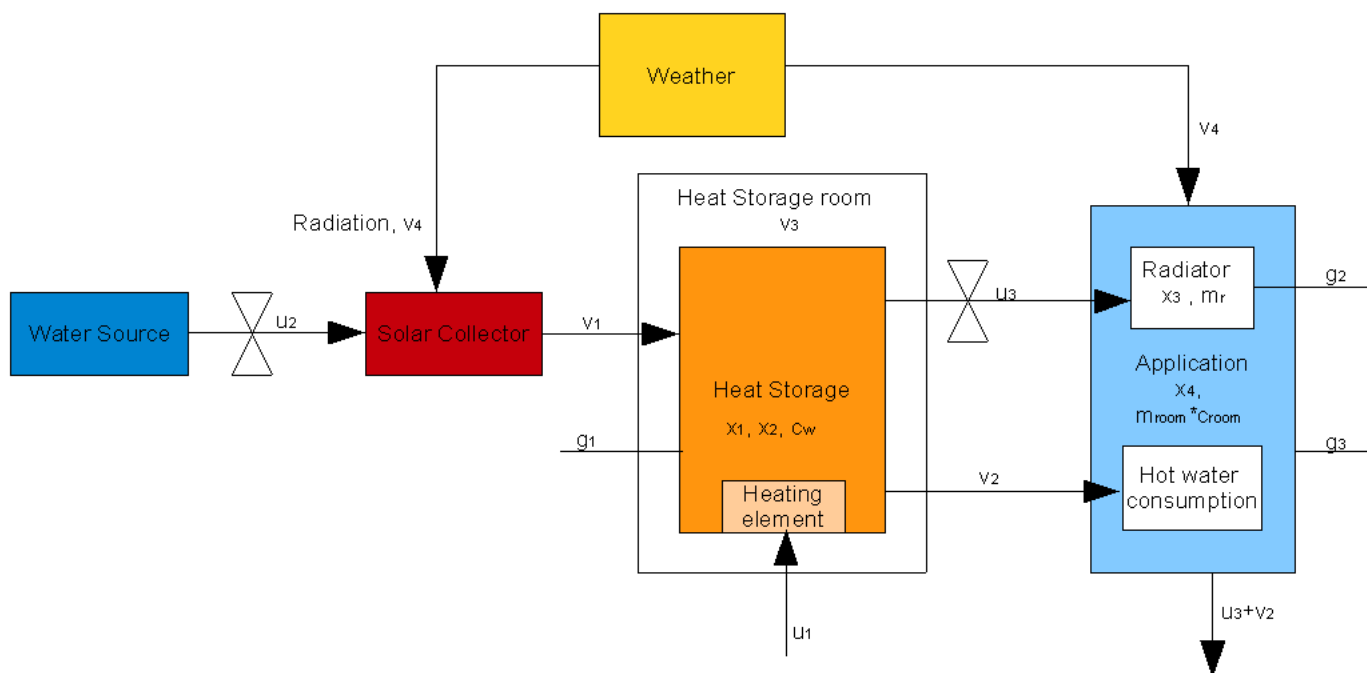 Weather
V4
Heat Storage room
V3
Radiation, V4
Radiator
X3 , mr
g2
u3
u2
Water Source
Solar Collector
V1
Application
X4,
mroom *Croom
Heat Storage
X1, X2, Cw
g1
g3
V2
Hot water
consumption
Heating
element
u3+v2
u1